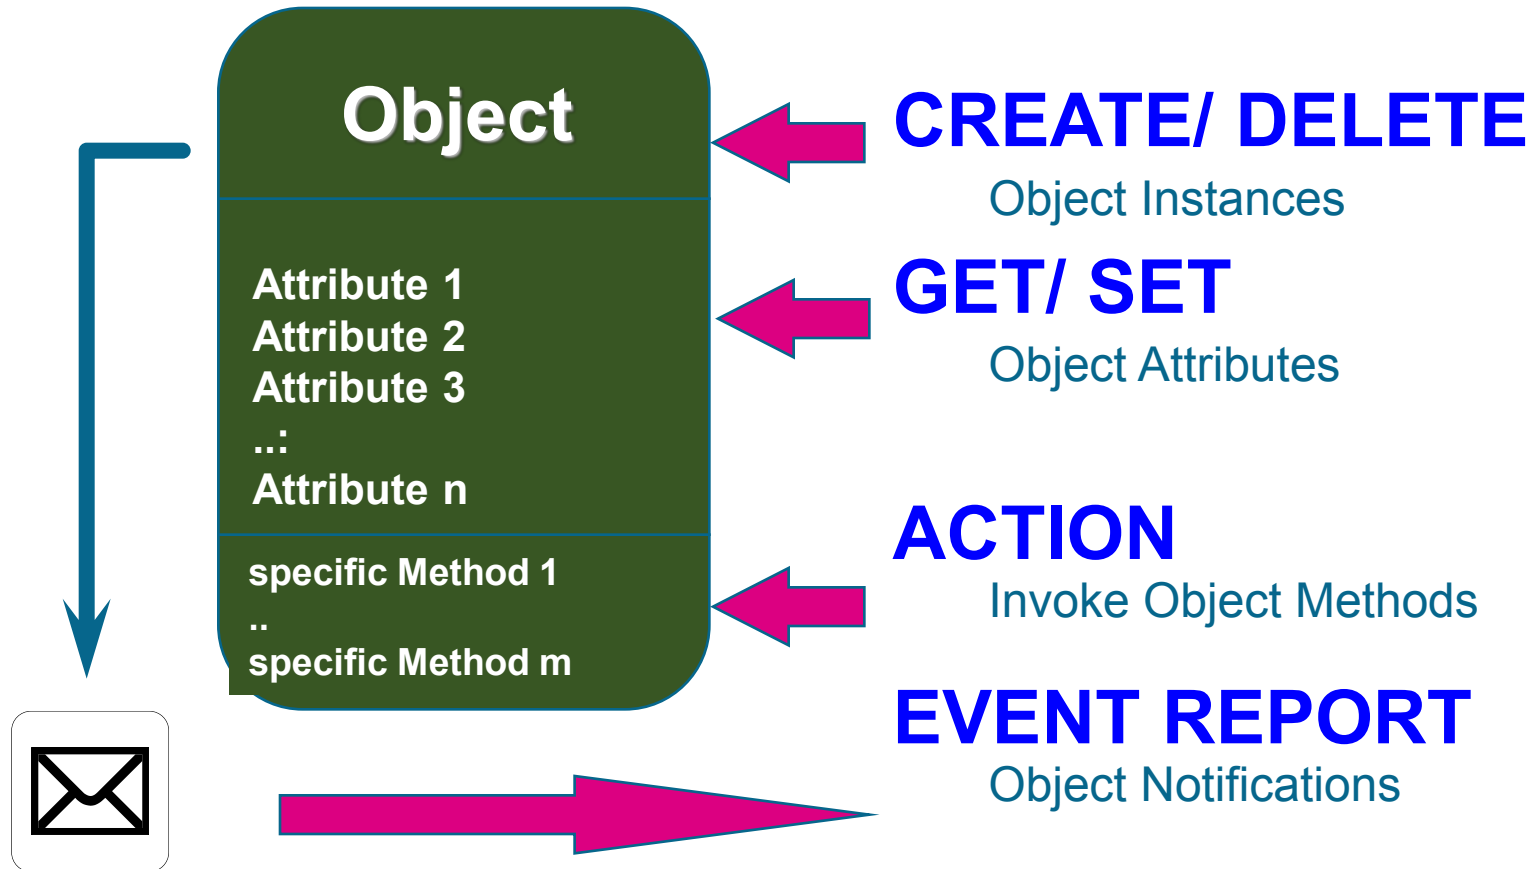 Object
Attribute 1
Attribute 2
Attribute 3
..:
Attribute n
specific Method 1
..
specific Method m
CREATE/ DELETE
Object Instances
GET/ SET
Object Attributes
ACTION
Invoke Object Methods
EVENT REPORT
Object Notifications